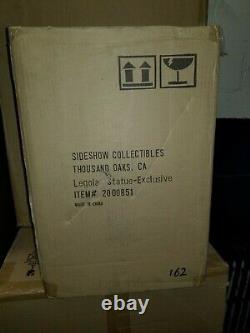 SIDESHOW COLLECTIBLES
THOUSAND OAKS, CA
Legolas Statue-Exclusive
ITEM# 2000851
MADE IN CHINA
162